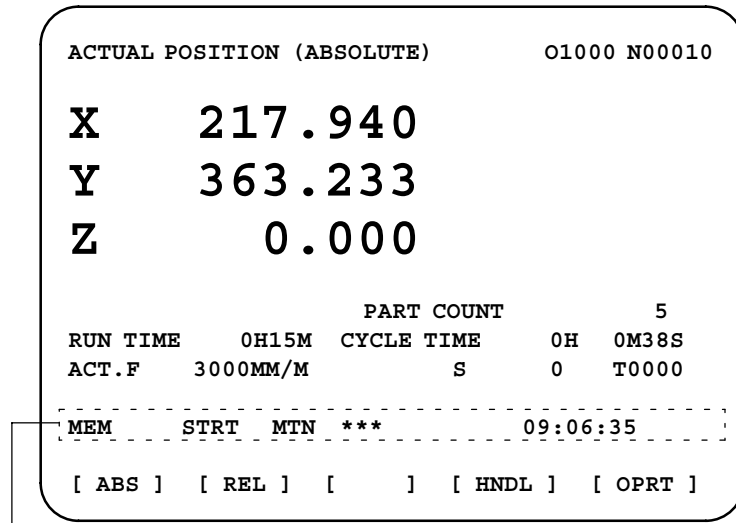 ACTUAL POSITION (ABSOLUTE) O1000 N00010
X 217.940
Y 363.233
Z 0.000
PART COUNT 5
RUN TIME 0H15M CYCLE TIME 0H 0M38S
ACT.F 3000MM/M S 0 T0000
MEM STRT MTN *** 09:06:35
[ ABS ] [ REL ] [ ] [ HNDL ] [ OPRT ]